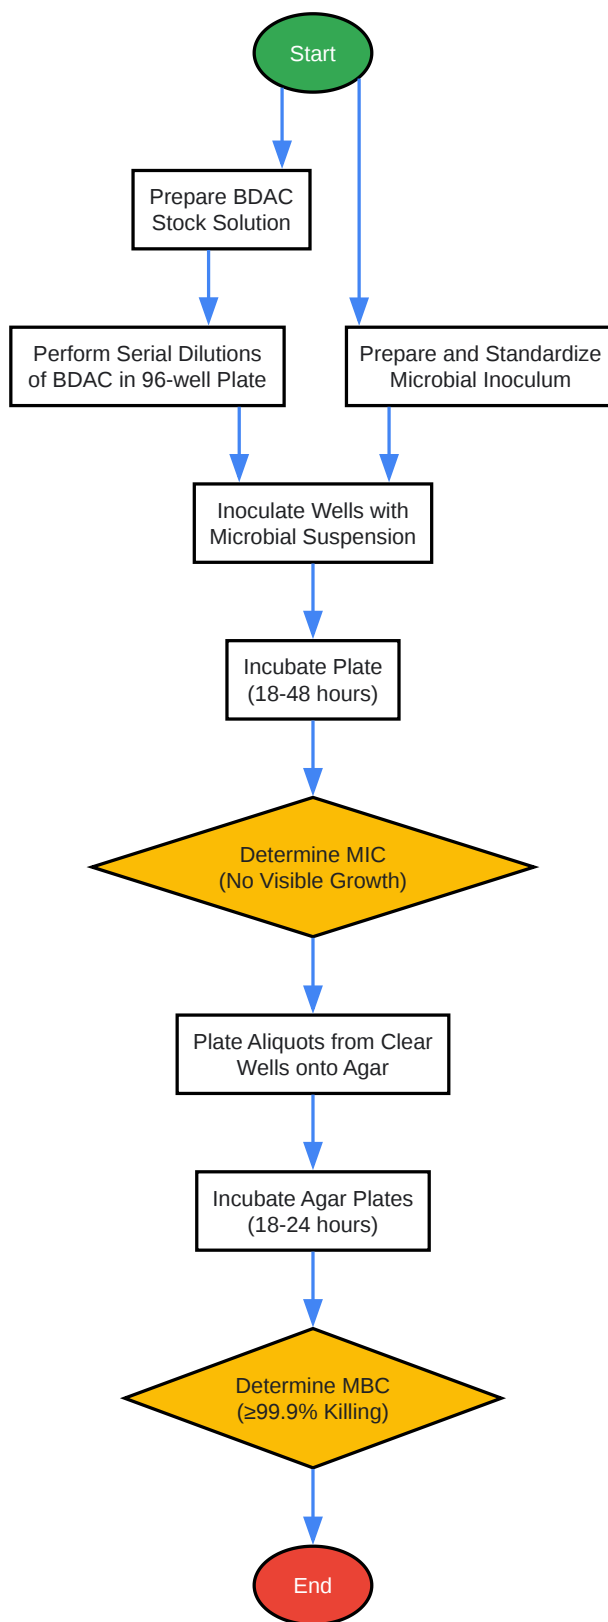 Start
Prepare BDAC
Stock Solution
Perform Serial Dilutions
of BDAC in 96-well Plate
Prepare and Standardize
Microbial Inoculum
Inoculate Wells with
Microbial Suspension
Incubate Plate
(18-48 hours)
Determine MIC
(No Visible Growth)
Plate Aliquots from Clear
Wells onto Agar
Incubate Agar Plates
(18-24 hours)
Determine MBC
(≥99.9% Killing)
End